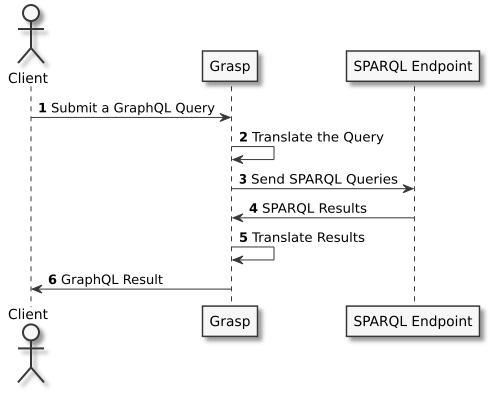 Client
Grasp
SPARQL Endpoint
1 Submit a GraphQL Query
2 Translate the Query
3 Send SPARQL Queries
4 SPARQL Results
5 Translate Results
6 GraphQL Result
Client
Grasp
SPARQL Endpoint